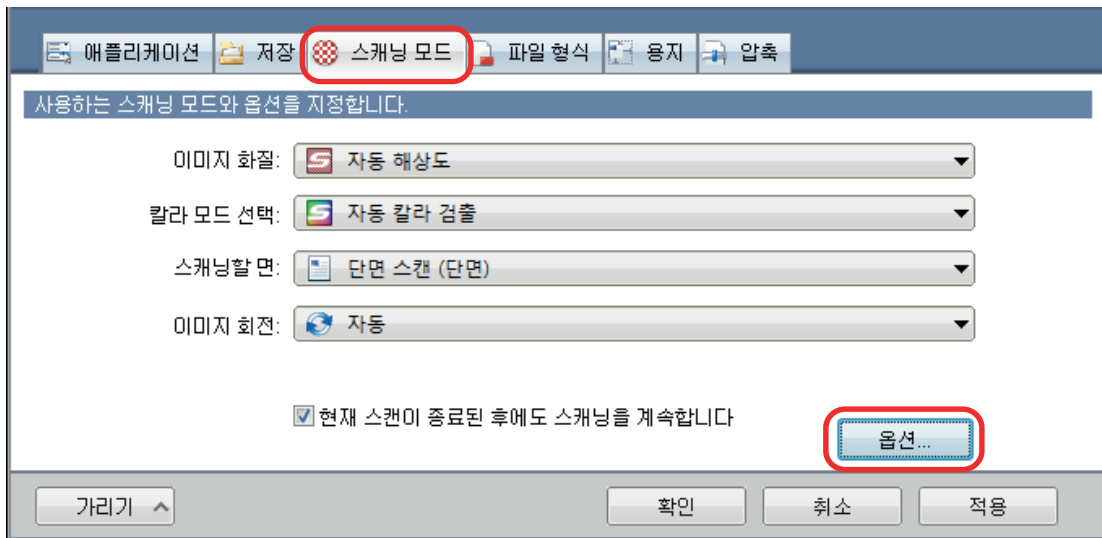 애플리케이션 저장 스캐닝 모드 파일 형식 용지 압축
사용하는 스캐닝 모드와 옵션을 지정합니다.
이미지 화질: 자동 해상도
칼라 모드 선택: 자동 칼라 검출
스캐닝할 면: 단면 스캔 (단면)
이미지 회전: 자동
현재 스캔이 종료된 후에도 스캐닝을 계속합니다
옵션...
가리기 확인 취소 적용